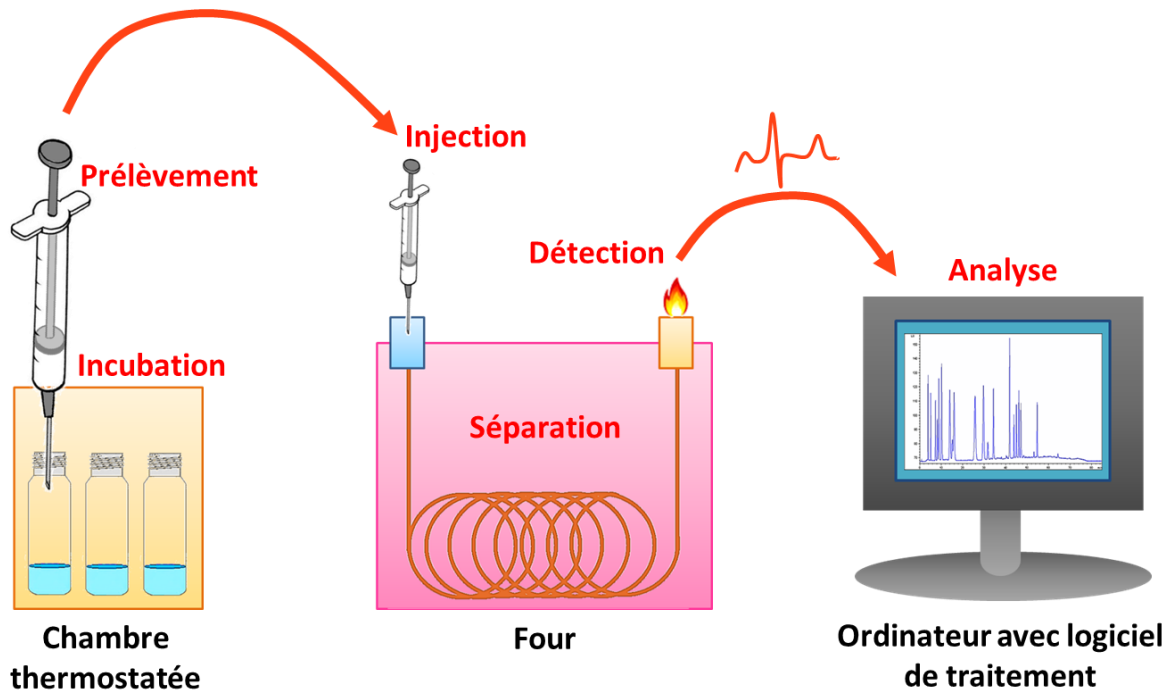 Prélèvement
Incubation
Chambre
thermostatée
Injection
Détection
Séparation
Four
Analyse
Ordinateur avec logiciel
de traitement